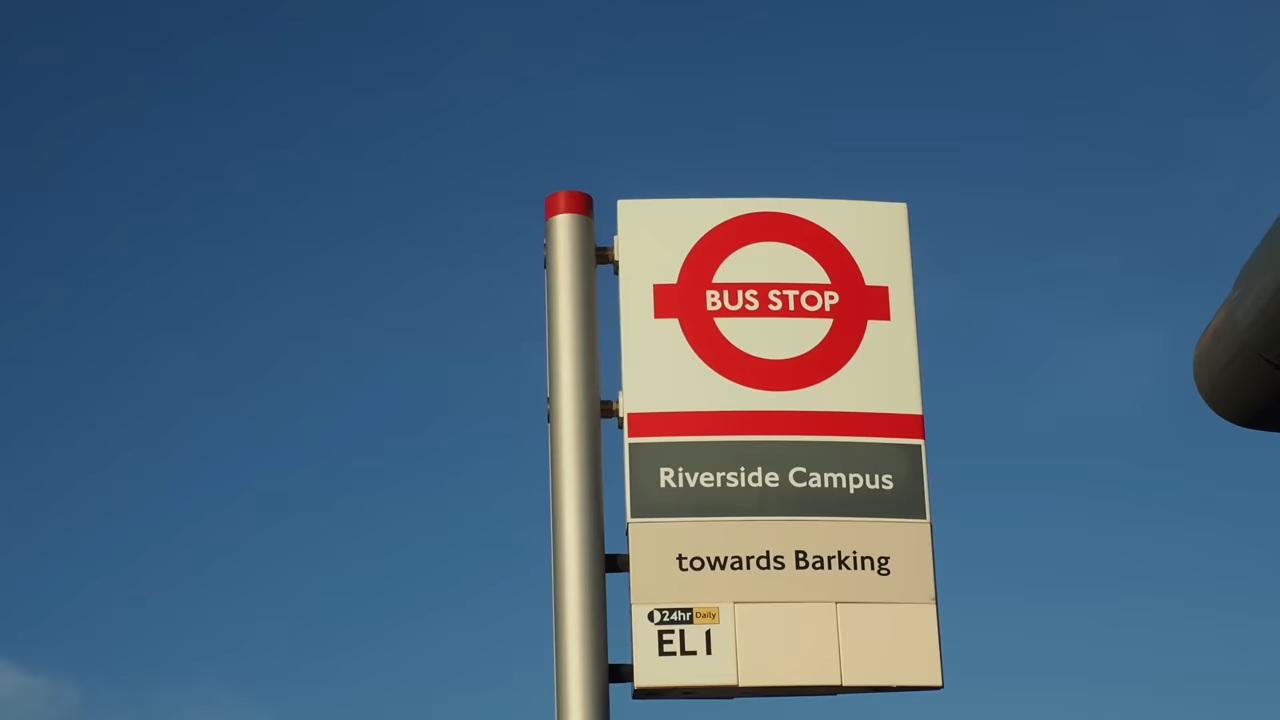 BUS STOP
Riverside Campus
towards Barking
24hr Daily
EL1